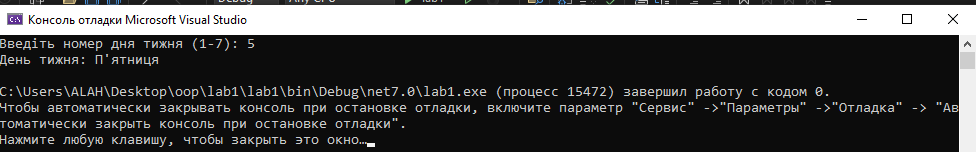 Консоль отладки Microsoft Visual Studio
Введіть номер дня тижня (1-7): 5
День тижня: П'ятниця
C:\Users\ALAH\Desktop\oop\lab1\lab1\bin\Debug\net7.0\lab1.exe (процесс 15472) завершил работу с кодом 0.
Чтобы автоматически закрывать консоль при остановке отладки, включите параметр "Сервис" ->"Параметры" ->"Отладка" -> "Ав
томатически закрыть консоль при остановке отладки".
Нажмите любую клавишу, чтобы закрыть это окно…